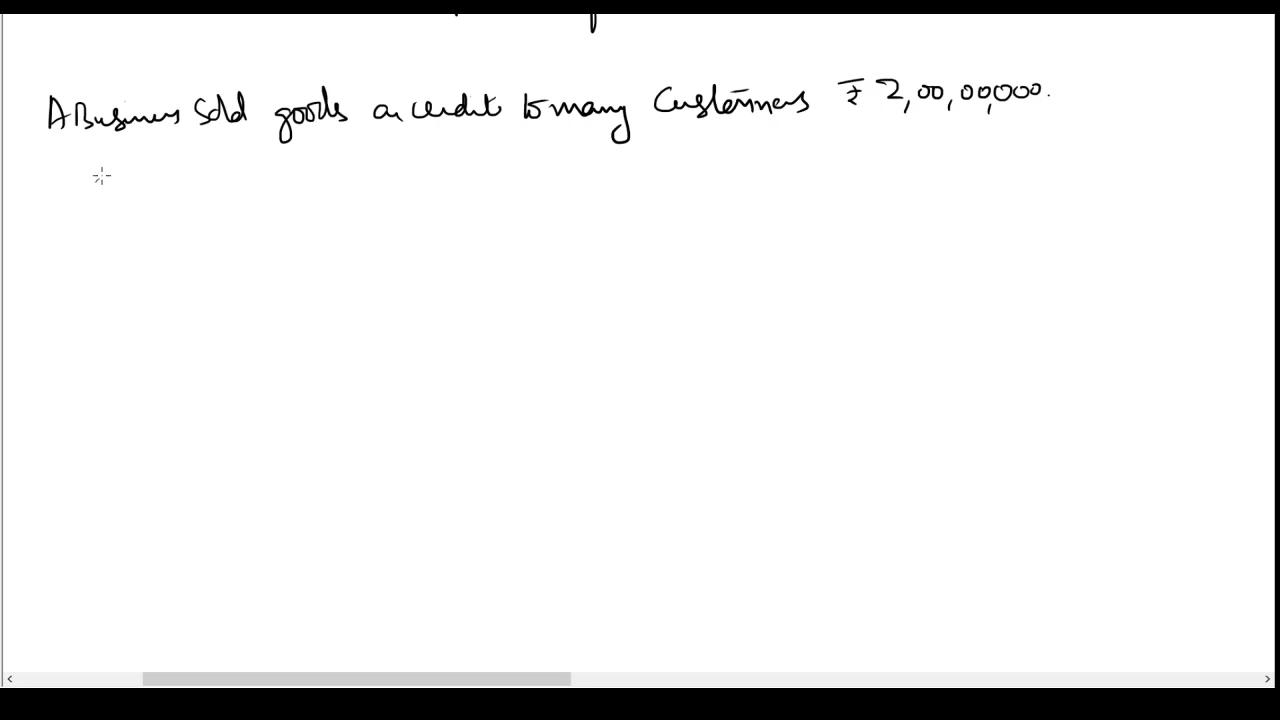 A Business Sold goods on credit to many Customers ₹ 2,00,00,000.